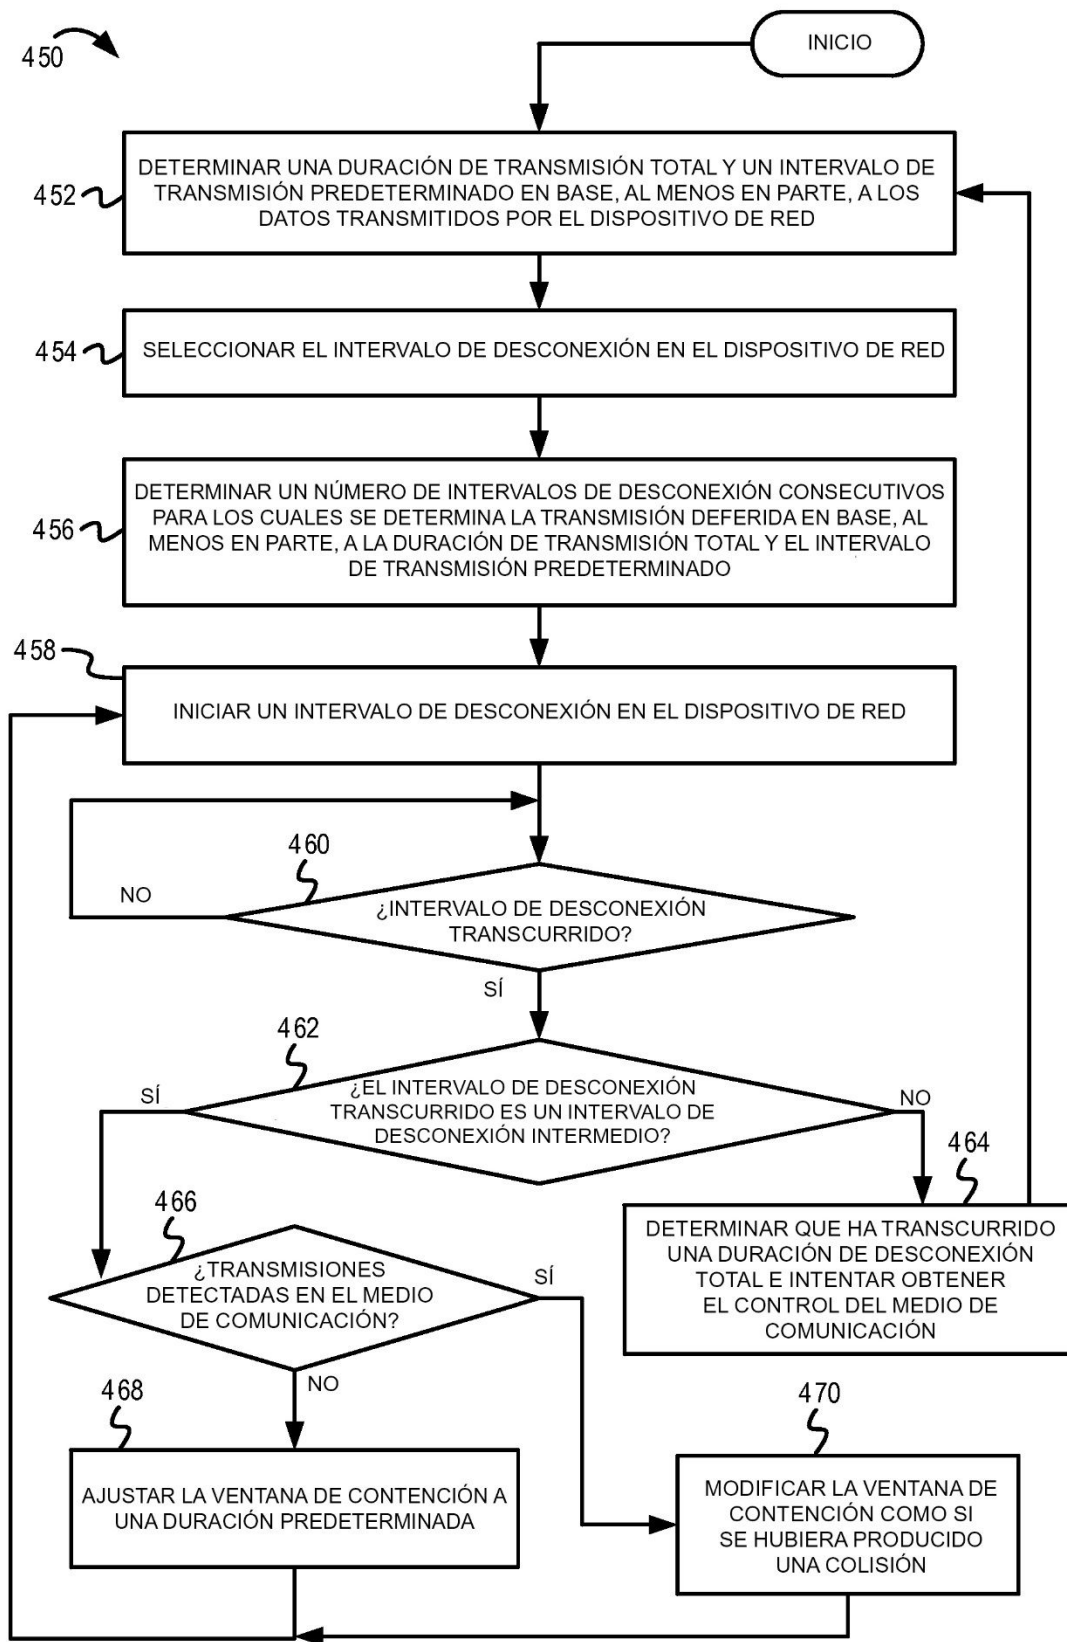 450
INICIO
452
DETERMINAR UNA DURACIÓN DE TRANSMISIÓN TOTAL Y UN INTERVALO DE
TRANSMISIÓN PREDETERMINADO EN BASE, AL MENOS EN PARTE, A LOS
DATOS TRANSMITIDOS POR EL DISPOSITIVO DE RED
454
SELECCIONAR EL INTERVALO DE DESCONEXIÓN EN EL DISPOSITIVO DE RED
456
DETERMINAR UN NÚMERO DE INTERVALOS DE DESCONEXIÓN CONSECUTIVOS
PARA LOS CUALES SE DETERMINA LA TRANSMISIÓN DEFERIDA EN BASE, AL
MENOS EN PARTE, A LA DURACIÓN DE TRANSMISIÓN TOTAL Y EL INTERVALO
DE TRANSMISIÓN PREDETERMINADO
458
INICIAR UN INTERVALO DE DESCONEXIÓN EN EL DISPOSITIVO DE RED
460
NO
¿INTERVALO DE DESCONEXIÓN
TRANSCURRIDO?
SÍ
462
SÍ
¿EL INTERVALO DE DESCONEXIÓN
TRANSCURRIDO ES UN INTERVALO DE
DESCONEXIÓN INTERMEDIO?
NO
464
DETERMINAR QUE HA TRANSCURRIDO
UNA DURACIÓN DE DESCONEXIÓN
TOTAL E INTENTAR OBTENER
EL CONTROL DEL MEDIO DE
COMUNICACIÓN
466
¿TRANSMISIONES
DETECTADAS EN EL MEDIO
DE COMUNICACIÓN?
SÍ
NO
468
AJUSTAR LA VENTANA DE CONTENCIÓN A
UNA DURACIÓN PREDETERMINADA
470
MODIFICAR LA VENTANA DE
CONTENCIÓN COMO SI
SE HUBIERA PRODUCIDO
UNA COLISIÓN